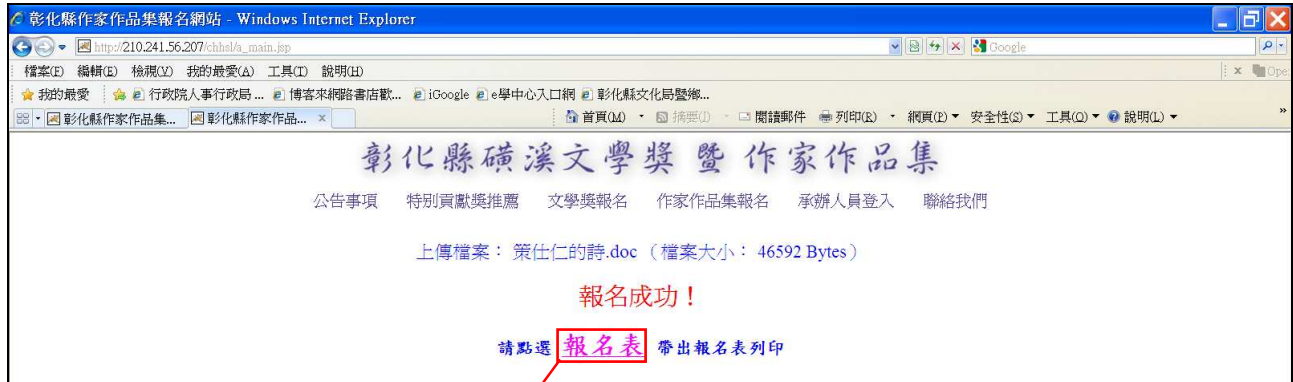 彰化縣作家作品集報名網站 - Windows Internet Explorer
http://210.241.56.207/chhsl/a_main.jsp Google
檔案(F) 編輯(E) 檢視(V) 我的最愛(A) 工具(T) 說明(H) x Ope
我的最愛 行政院人事行政局 ... 博客來網路書店歡... iGoogle e學中心入口網 彰化縣文化局暨鄉...
彰化縣作家作品集... 彰化縣作家作品... x 首頁(M) 摘要(J) 閱讀郵件 列印(R) 網頁(P) 安全性(S) 工具(O) 說明(L) »
彰化縣磺溪文學獎 暨 作家作品集
公告事項 特別貢獻獎推薦 文學獎報名 作家作品集報名 承辦人員登入 聯絡我們
上傳檔案： 策仕仁的詩.doc （檔案大小： 46592 Bytes）
報名成功！
請點選 報名表 帶出報名表列印